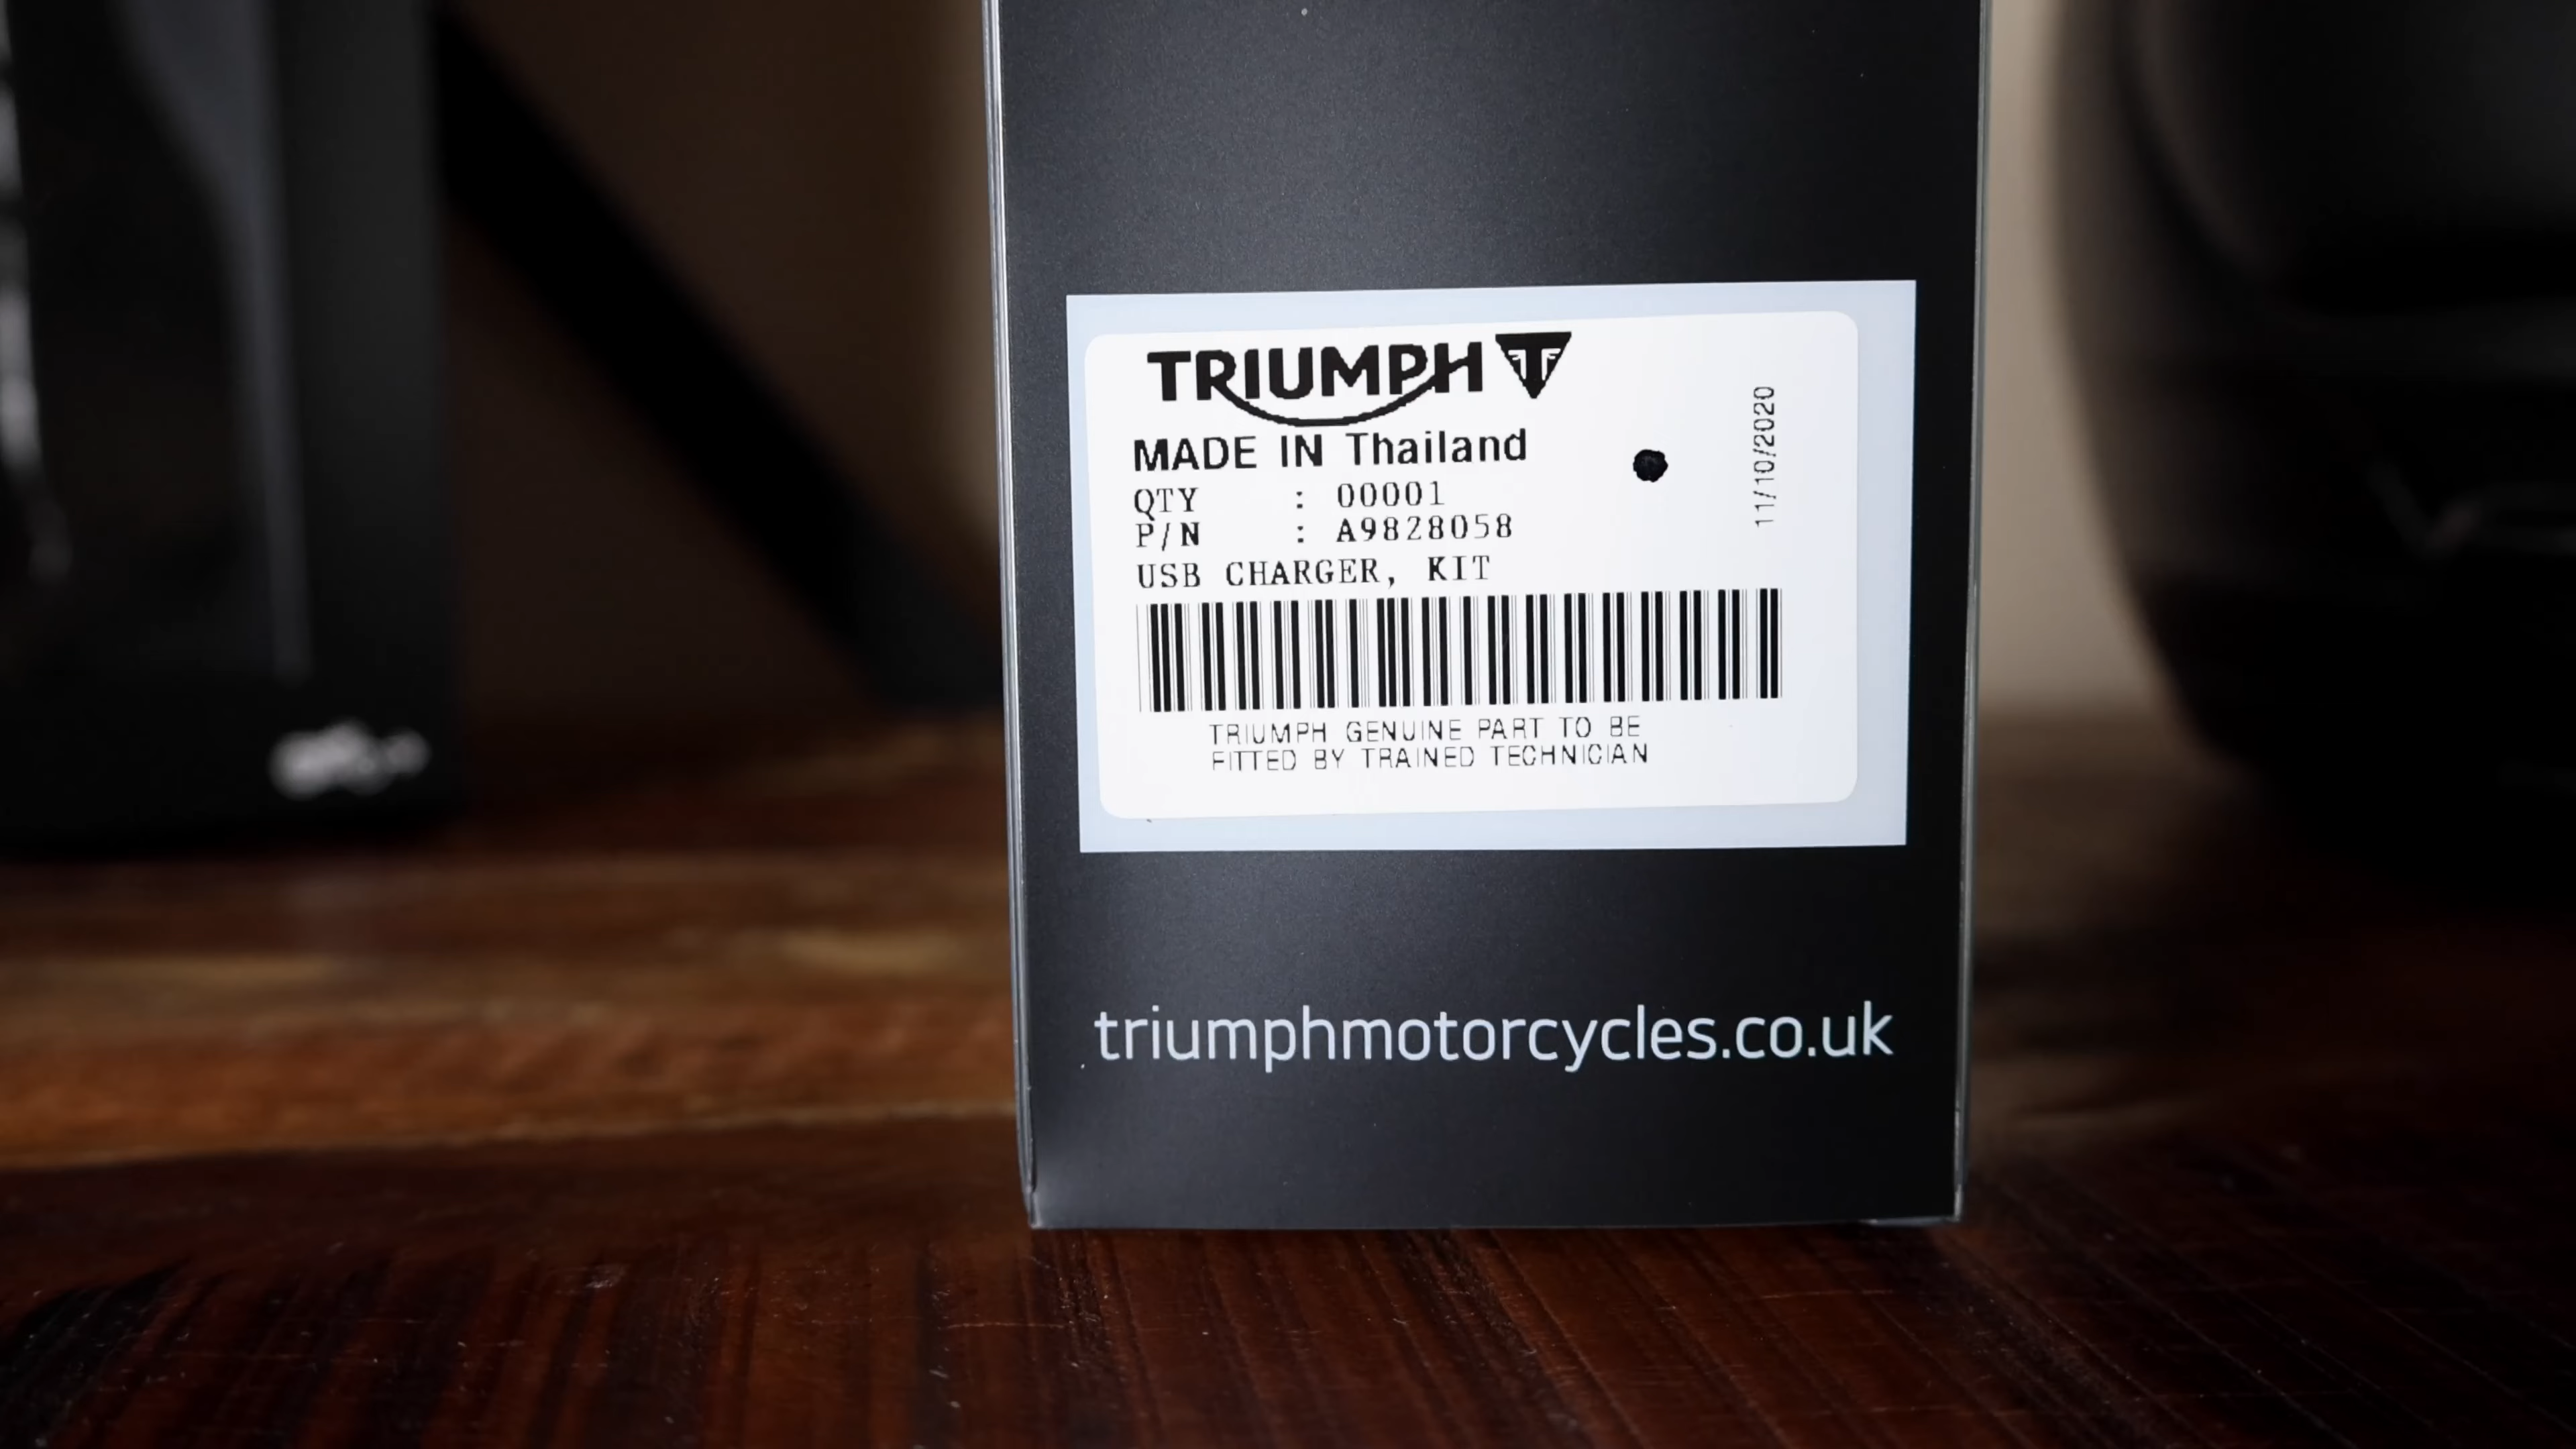 TRIUMPH
MADE IN Thailand
QTY : 00001
P/N : A9828058
USB CHARGER, KIT
11/10/2020
TRIUMPH GENUINE PART TO BE
FITTED BY TRAINED TECHNICIAN
triumphmotorcycles.co.uk